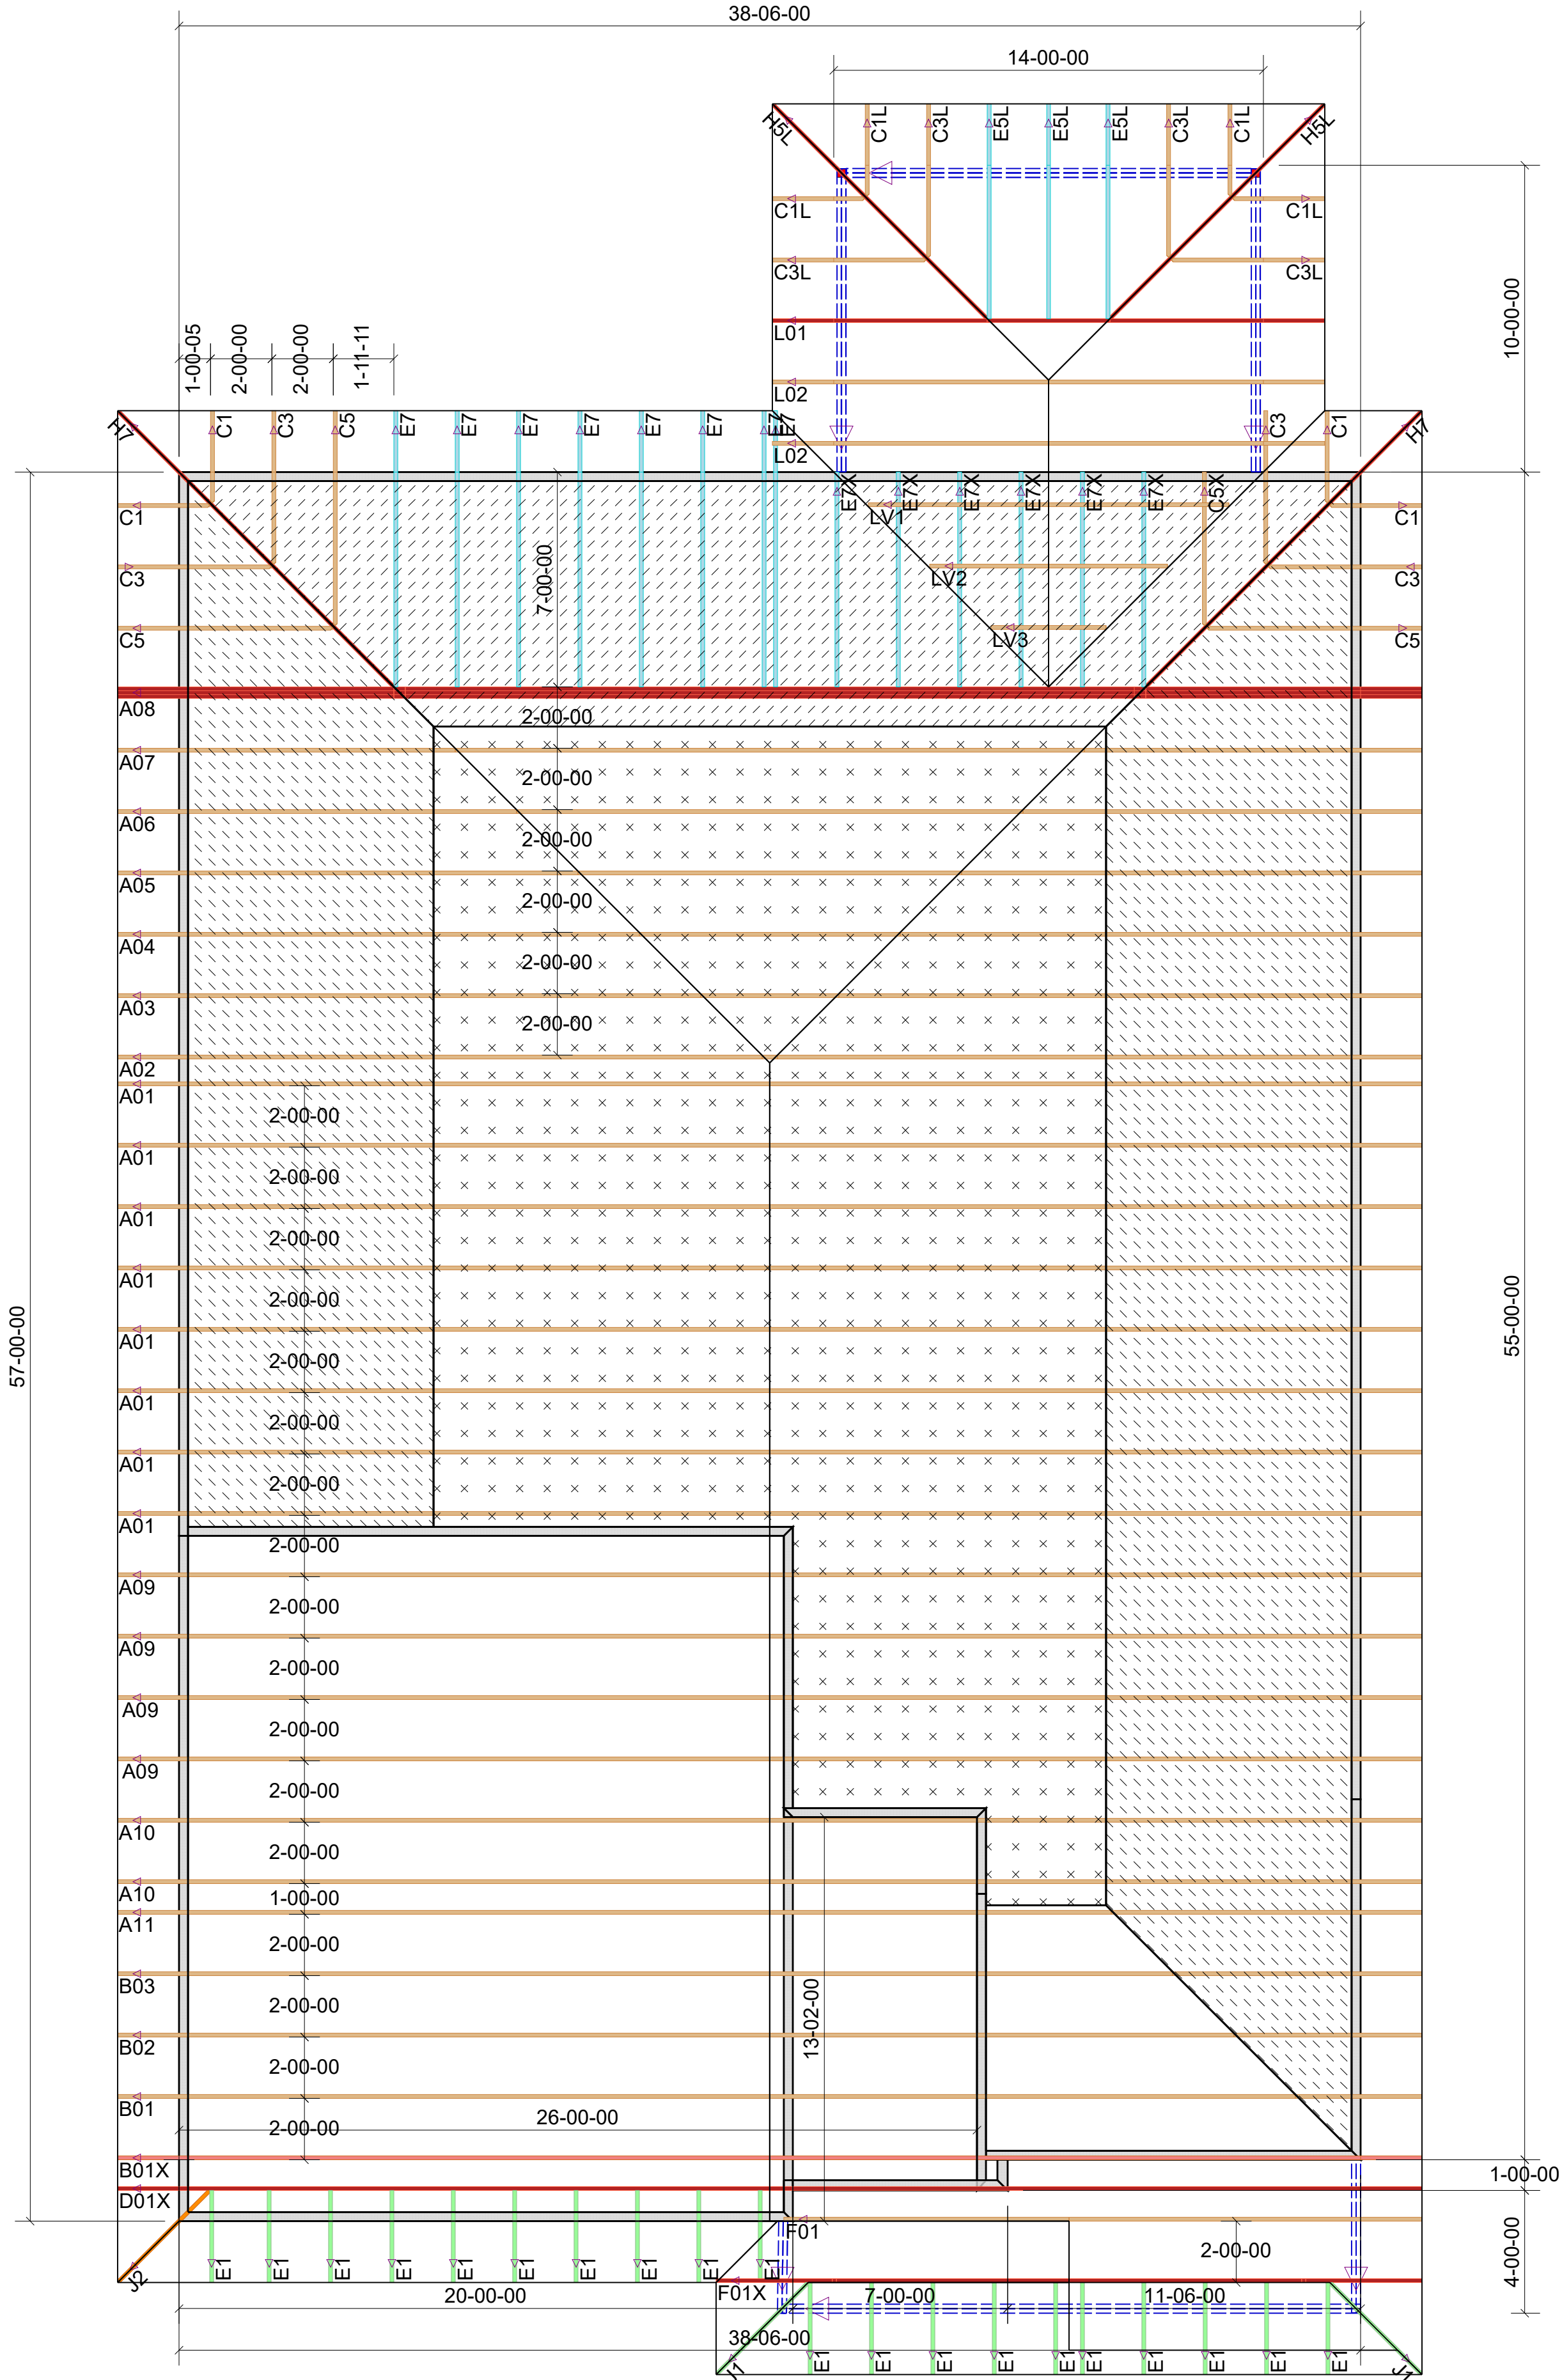 38-06-00
14-00-00
H5L
C1L
C3L
E5L
E5L
E5L
C3L
C1L
H5L
C1L
C1L
C3L
C3L
L01
L02
L02
10-00-00
1-00-05
2-00-00
2-00-00
1-11-11
H7
C1
C3
C5
E7
E7
E7
E7
E7
E7
E7
E7
C3
C1
H7
C1
C3
C5
E7X
E7X
E7X
E7X
E7X
E7X
C5X
LV1
LV2
LV3
C1
C3
C5
7-00-00
A08
2-00-00
A07
2-00-00
A06
2-00-00
A05
2-00-00
A04
2-00-00
A03
2-00-00
A02
A01
2-00-00
A01
2-00-00
A01
2-00-00
A01
2-00-00
A01
2-00-00
A01
2-00-00
A01
2-00-00
A01
2-00-00
A09
2-00-00
A09
2-00-00
A09
2-00-00
A09
2-00-00
A10
2-00-00
A10
1-00-00
A11
2-00-00
B03
2-00-00
B02
2-00-00
B01
2-00-00
B01X
D01X
57-00-00
55-00-00
13-02-00
26-00-00
1-00-00
4-00-00
F01
2-00-00
J2
E1
E1
E1
E1
E1
E1
E1
E1
E1
E1
F01X
20-00-00
7-00-00
11-06-00
38-06-00
J1
E1
E1
E1
E1
E1
E1
E1
E1
E1
E1
J1